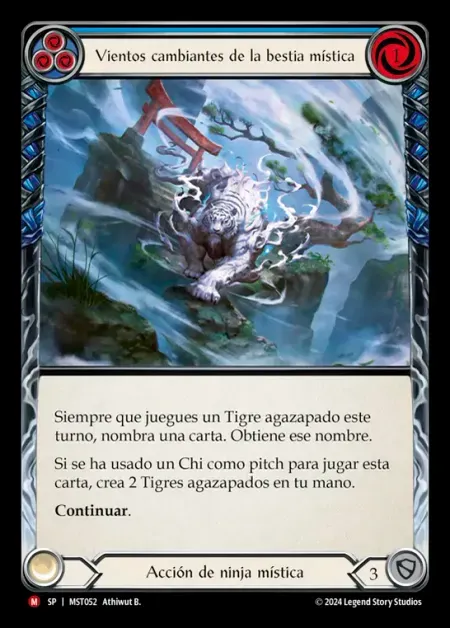 Vientos cambiantes de la bestia mística
1
Siempre que juegues un Tigre agazapado este
turno, nombra una carta. Obtiene ese nombre.
Si se ha usado un Chi como pitch para jugar esta
carta, crea 2 Tigres agazapados en tu mano.
Continuar.
Acción de ninja mística
3
M SP | MST052 Athiwut B.
© 2024 Legend Story Studios